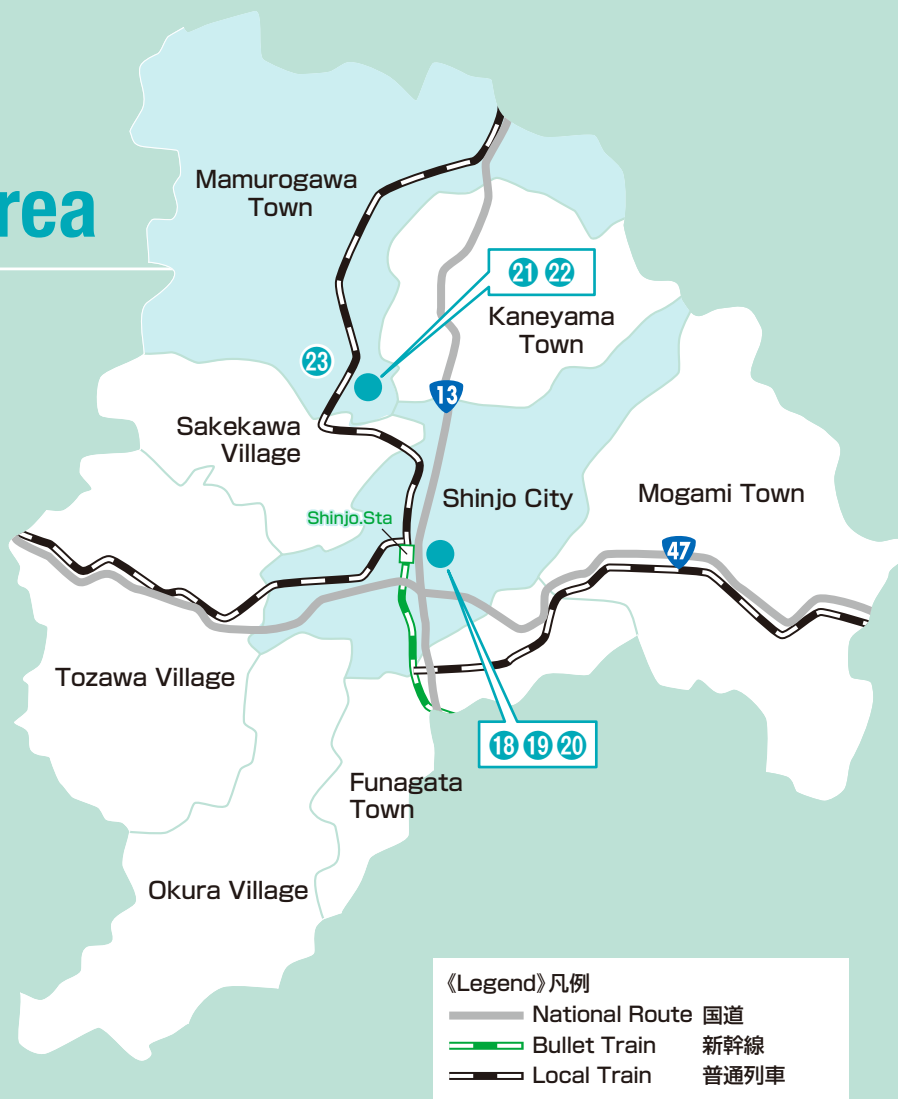 rea
Mamurogawa
Town
21 22
Kaneyama
Town
23
13
Sakekawa
Village
Shinjo City
Mogami Town
Shinjo.Sta
47
Tozawa Village
18 19 20
Funagata
Town
Okura Village
《Legend》凡例
National Route 国道
Bullet Train 新幹線
Local Train 普通列車